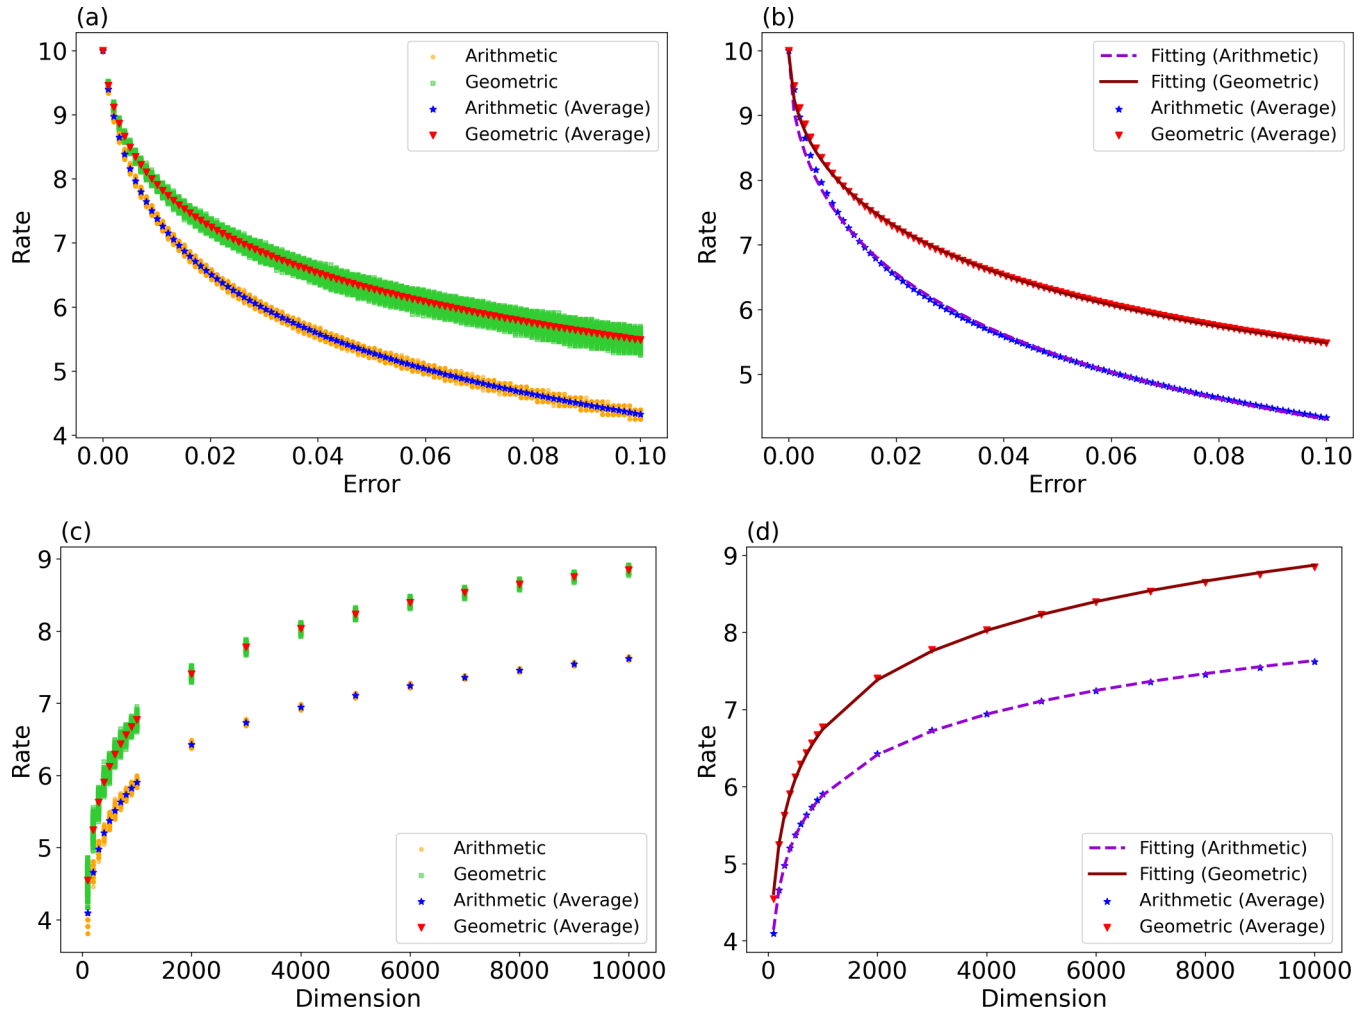 (a)
10
9
8
7
6
5
4
Rate
0.00 0.02 0.04 0.06 0.08 0.10
Error
Arithmetic
Geometric
Arithmetic (Average)
Geometric (Average)
(b)
10
9
8
7
6
5
Rate
0.00 0.02 0.04 0.06 0.08 0.10
Error
Fitting (Arithmetic)
Fitting (Geometric)
Arithmetic (Average)
Geometric (Average)
(c)
9
8
7
6
5
4
Rate
0 2000 4000 6000 8000 10000
Dimension
Arithmetic
Geometric
Arithmetic (Average)
Geometric (Average)
(d)
9
8
7
6
5
4
Rate
0 2000 4000 6000 8000 10000
Dimension
Fitting (Arithmetic)
Fitting (Geometric)
Arithmetic (Average)
Geometric (Average)